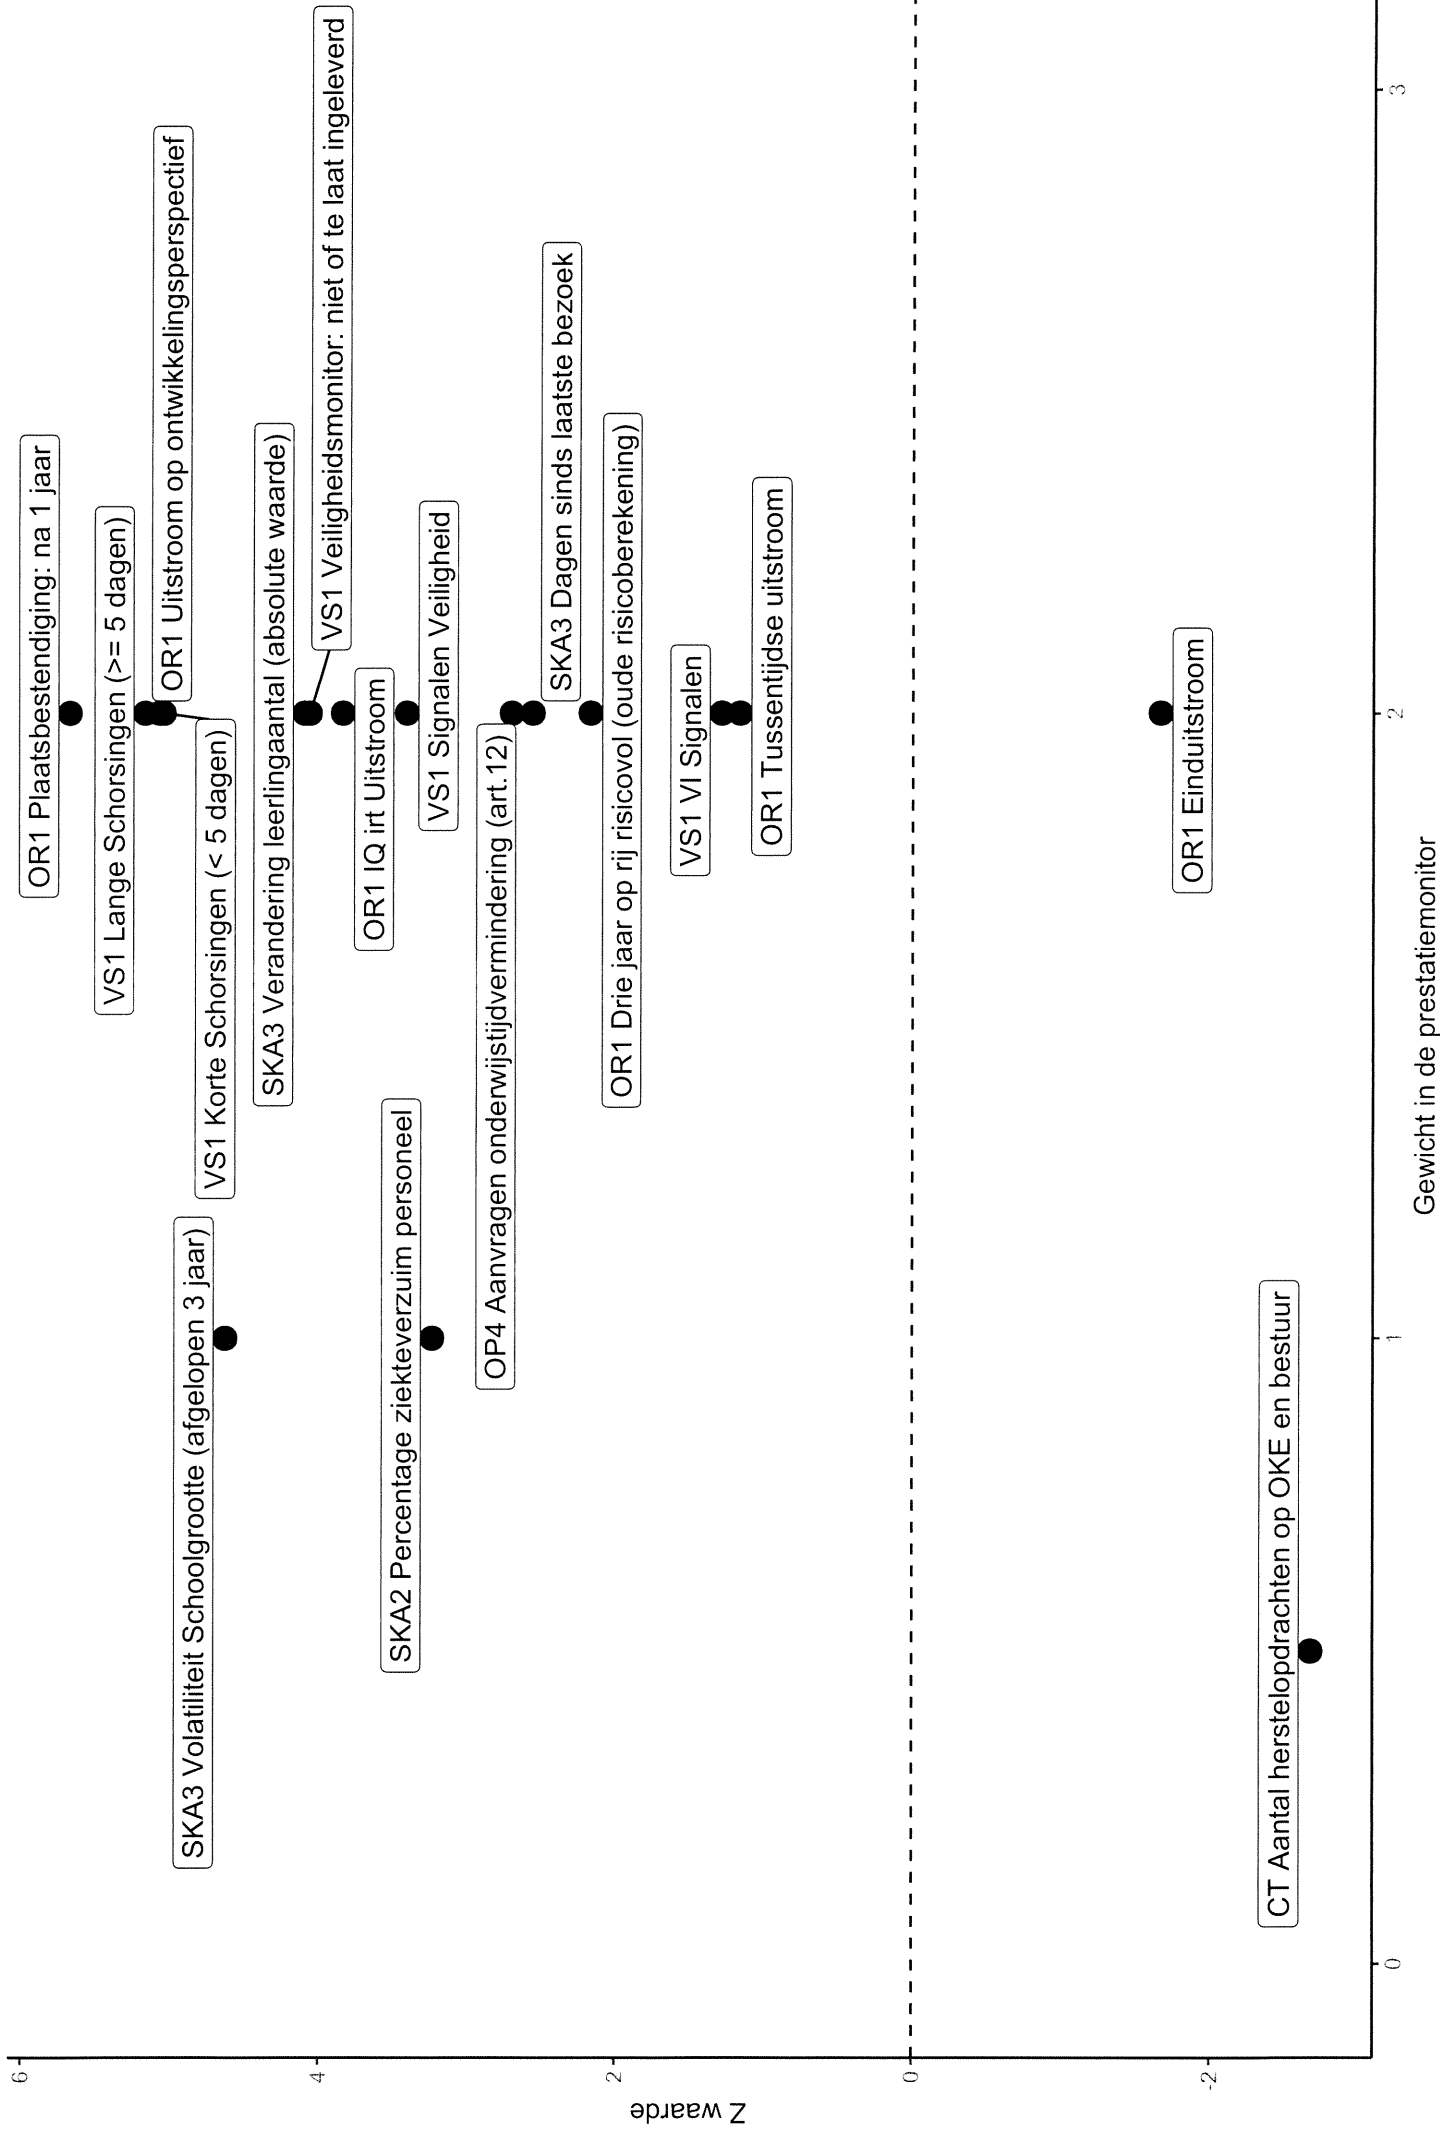 OR1 Plaatsbestendiging: na 1 jaar
VS1 Lange Schorsingen (>= 5 dagen)
OR1 Uitstroom op ontwikkelingsperspectief
SKA3 Volatiliteit Schoolgrootte (afgelopen 3 jaar)
VS1 Korte Schorsingen (< 5 dagen)
SKA3 Verandering leerlingaantal (absolute waarde)
VS1 Veiligheidsmonitor: niet of te laat ingeleverd
OR1 IQ irt Uitstroom
SKA2 Percentage ziekteverzuim personeel
VS1 Signalen Veiligheid
OP4 Aanvragen onderwijstijdvermindering (art.12)
SKA3 Dagen sinds laatste bezoek
OR1 Drie jaar op rij risicovol (oude risicoberekening)
VS1 VI Signalen
OR1 Tussentijdse uitstroom
OR1 Einduitstroom
CT Aantal herstelopdrachten op OKE en bestuur
6
4
2
0
-2
Z waarde
0
1
2
3
Gewicht in de prestatiemonitor